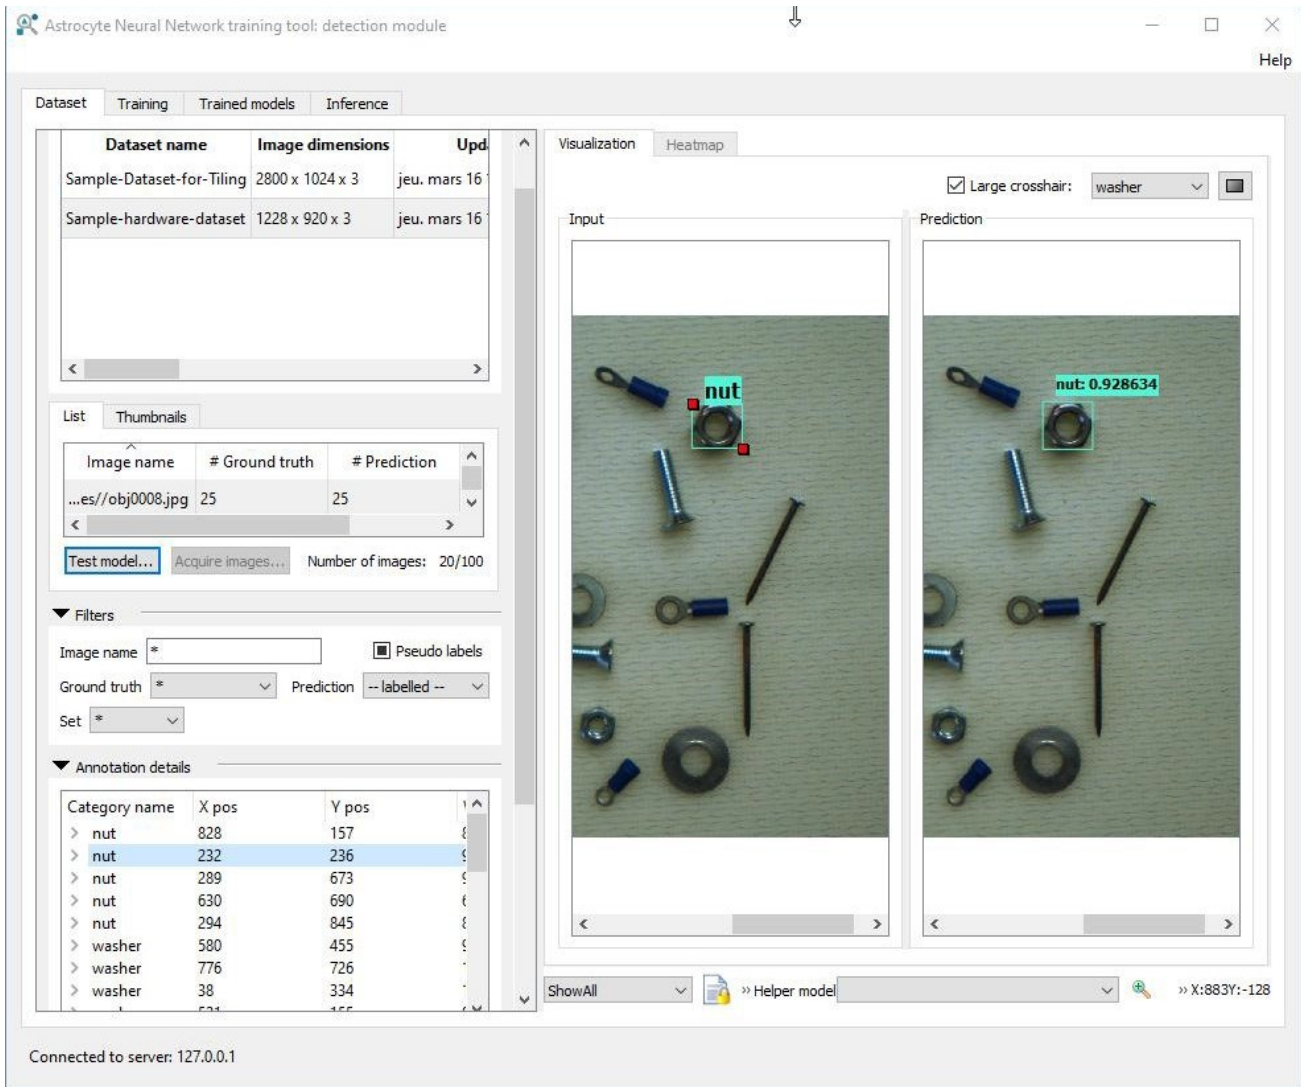 Astrocyte Neural Network training tool: detection module
Help
Dataset Training Trained models Inference
Dataset name Image dimensions Upd
Sample-Dataset-for-Tiling 2800 x 1024 x 3 jeu. mars 16
Sample-hardware-dataset 1228 x 920 x 3 jeu. mars 16
List Thumbnails
Image name # Ground truth # Prediction
...es//obj0008.jpg 25 25
Test model... Acquire images... Number of images: 20/100
Filters
Image name * Pseudo labels
Ground truth * Prediction -- labelled --
Set *
Annotation details
Category name X pos Y pos
nut 828 157
nut 232 236
nut 289 673
nut 630 690
nut 294 845
washer 580 455
washer 776 726
washer 38 334
Visualization Heatmap
Large crosshair: washer
Input Prediction
nut
nut: 0.928634
ShowAll » Helper model » X:883Y:-128
Connected to server: 127.0.0.1